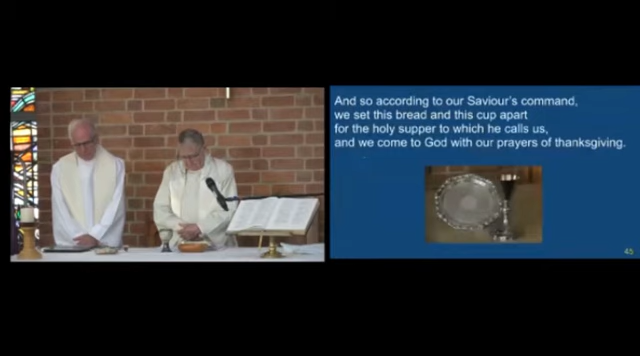 And so according to our Saviour's command,
we set this bread and this cup apart
for the holy supper to which he calls us,
and we come to God with our prayers of thanksgiving.
45